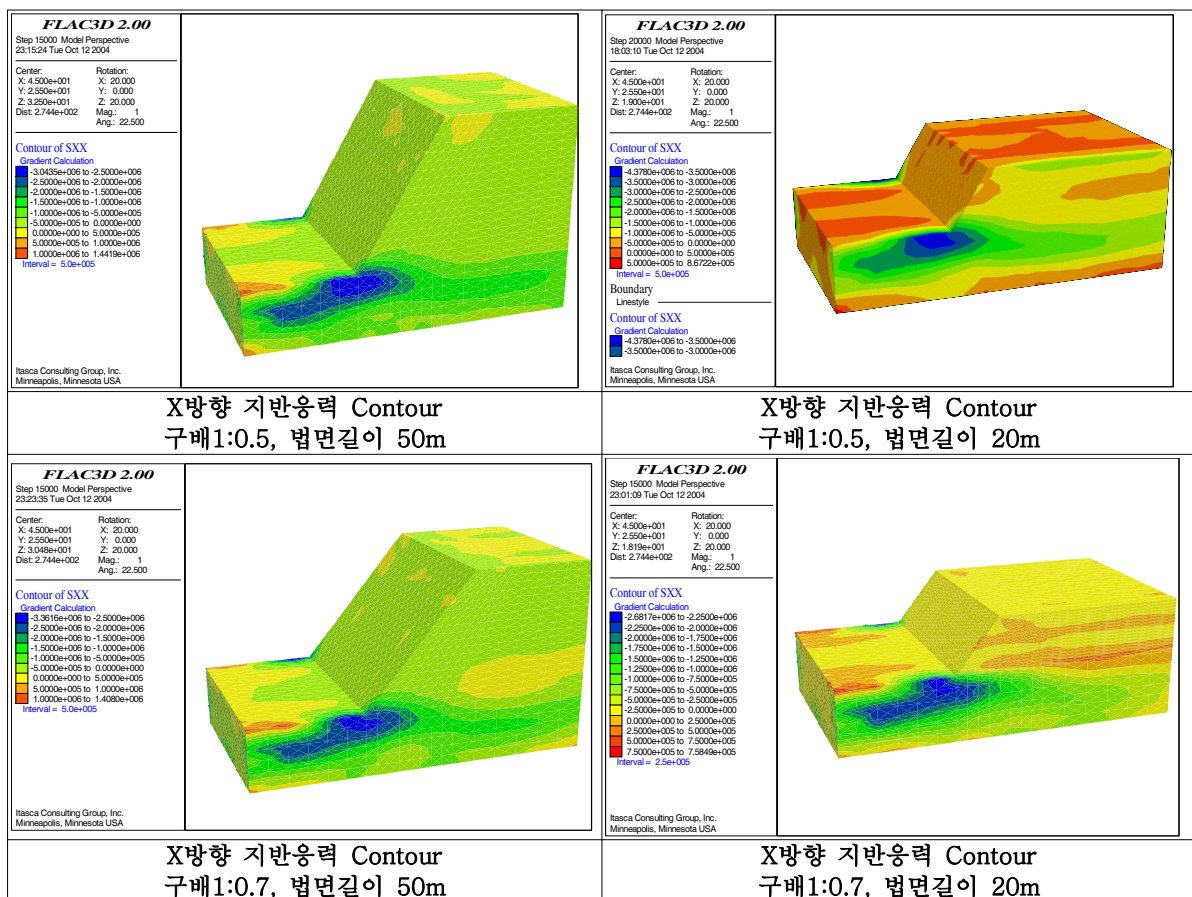 FLAC3D 2.00
Step 15000 Model Perspective
23:15:24 Tue Oct 12 2004
Center:
X: 4.500e+001
Y: 2.550e+001
Z: 3.250e+001
Dist: 2.744e+002
Rotation:
X: 20.000
Y: 0.000
Z: 20.000
Mag.: 1
Ang.: 22.500
Contour of SXX
Gradient Calculation
-3.0435e+006 to -2.5000e+006
-2.5000e+006 to -2.0000e+006
-2.0000e+006 to -1.5000e+006
-1.5000e+006 to -1.0000e+006
-1.0000e+006 to -5.0000e+005
-5.0000e+005 to 0.0000e+000
0.0000e+000 to 5.0000e+005
5.0000e+005 to 1.0000e+006
1.0000e+006 to 1.4419e+006
Interval = 5.0e+005
Itasca Consulting Group, Inc.
Minneapolis, Minnesota USA
X방향 지반응력 Contour
구배1:0.5, 법면길이 50m
FLAC3D 2.00
Step 20000 Model Perspective
18:03:10 Tue Oct 12 2004
Center:
X: 4.500e+001
Y: 2.550e+001
Z: 1.900e+001
Dist: 2.744e+002
Rotation:
X: 20.000
Y: 0.000
Z: 20.000
Mag.: 1
Ang.: 22.500
Contour of SXX
Gradient Calculation
-4.3780e+006 to -3.5000e+006
-3.5000e+006 to -3.0000e+006
-3.0000e+006 to -2.5000e+006
-2.5000e+006 to -2.0000e+006
-2.0000e+006 to -1.5000e+006
-1.5000e+006 to -1.0000e+006
-1.0000e+006 to -5.0000e+005
-5.0000e+005 to 0.0000e+000
0.0000e+000 to 5.0000e+005
5.0000e+005 to 8.6722e+005
Interval = 5.0e+005
Boundary
Linestyle
Contour of SXX
Gradient Calculation
-4.3780e+006 to -3.5000e+006
-3.5000e+006 to -3.0000e+006
Itasca Consulting Group, Inc.
Minneapolis, Minnesota USA
X방향 지반응력 Contour
구배1:0.5, 법면길이 20m
FLAC3D 2.00
Step 15000 Model Perspective
23:23:35 Tue Oct 12 2004
Center:
X: 4.500e+001
Y: 2.550e+001
Z: 3.048e+001
Dist: 2.744e+002
Rotation:
X: 20.000
Y: 0.000
Z: 20.000
Mag.: 1
Ang.: 22.500
Contour of SXX
Gradient Calculation
-3.3616e+006 to -2.5000e+006
-2.5000e+006 to -2.0000e+006
-2.0000e+006 to -1.5000e+006
-1.5000e+006 to -1.0000e+006
-1.0000e+006 to -5.0000e+005
-5.0000e+005 to 0.0000e+000
0.0000e+000 to 5.0000e+005
5.0000e+005 to 1.0000e+006
1.0000e+006 to 1.4080e+006
Interval = 5.0e+005
Itasca Consulting Group, Inc.
Minneapolis, Minnesota USA
X방향 지반응력 Contour
구배1:0.7, 법면길이 50m
FLAC3D 2.00
Step 15000 Model Perspective
23:01:09 Tue Oct 12 2004
Center:
X: 4.500e+001
Y: 2.550e+001
Z: 1.819e+001
Dist: 2.744e+002
Rotation:
X: 20.000
Y: 0.000
Z: 20.000
Mag.: 1
Ang.: 22.500
Contour of SXX
Gradient Calculation
-2.6817e+006 to -2.2500e+006
-2.2500e+006 to -2.0000e+006
-2.0000e+006 to -1.7500e+006
-1.7500e+006 to -1.5000e+006
-1.5000e+006 to -1.2500e+006
-1.2500e+006 to -1.0000e+006
-1.0000e+006 to -7.5000e+005
-7.5000e+005 to -5.0000e+005
-5.0000e+005 to -2.5000e+005
-2.5000e+005 to 0.0000e+000
0.0000e+000 to 2.5000e+005
2.5000e+005 to 5.0000e+005
5.0000e+005 to 7.5000e+005
7.5000e+005 to 7.5849e+005
Interval = 2.5e+005
Itasca Consulting Group, Inc.
Minneapolis, Minnesota USA
X방향 지반응력 Contour
구배1:0.7, 법면길이 20m